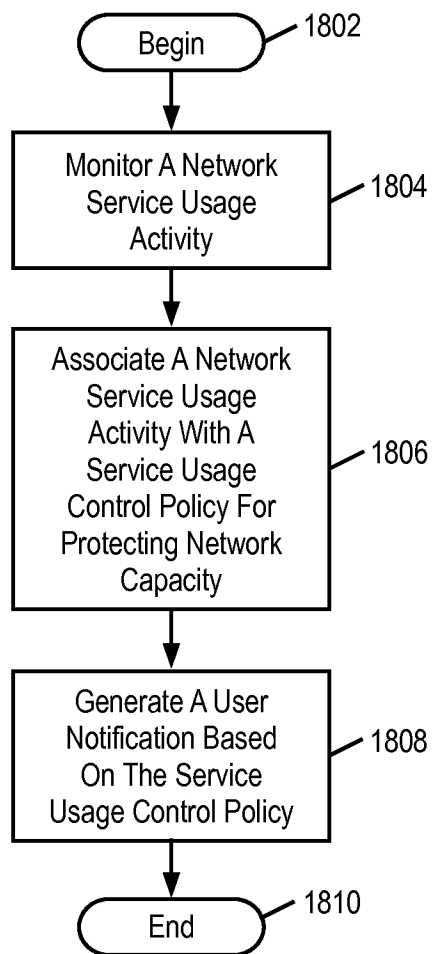 Begin
1802
Monitor A Network
Service Usage
Activity
1804
Associate A Network
Service Usage
Activity With A
Service Usage
Control Policy For
Protecting Network
Capacity
1806
Generate A User
Notification Based
On The Service
Usage Control Policy
1808
End
1810